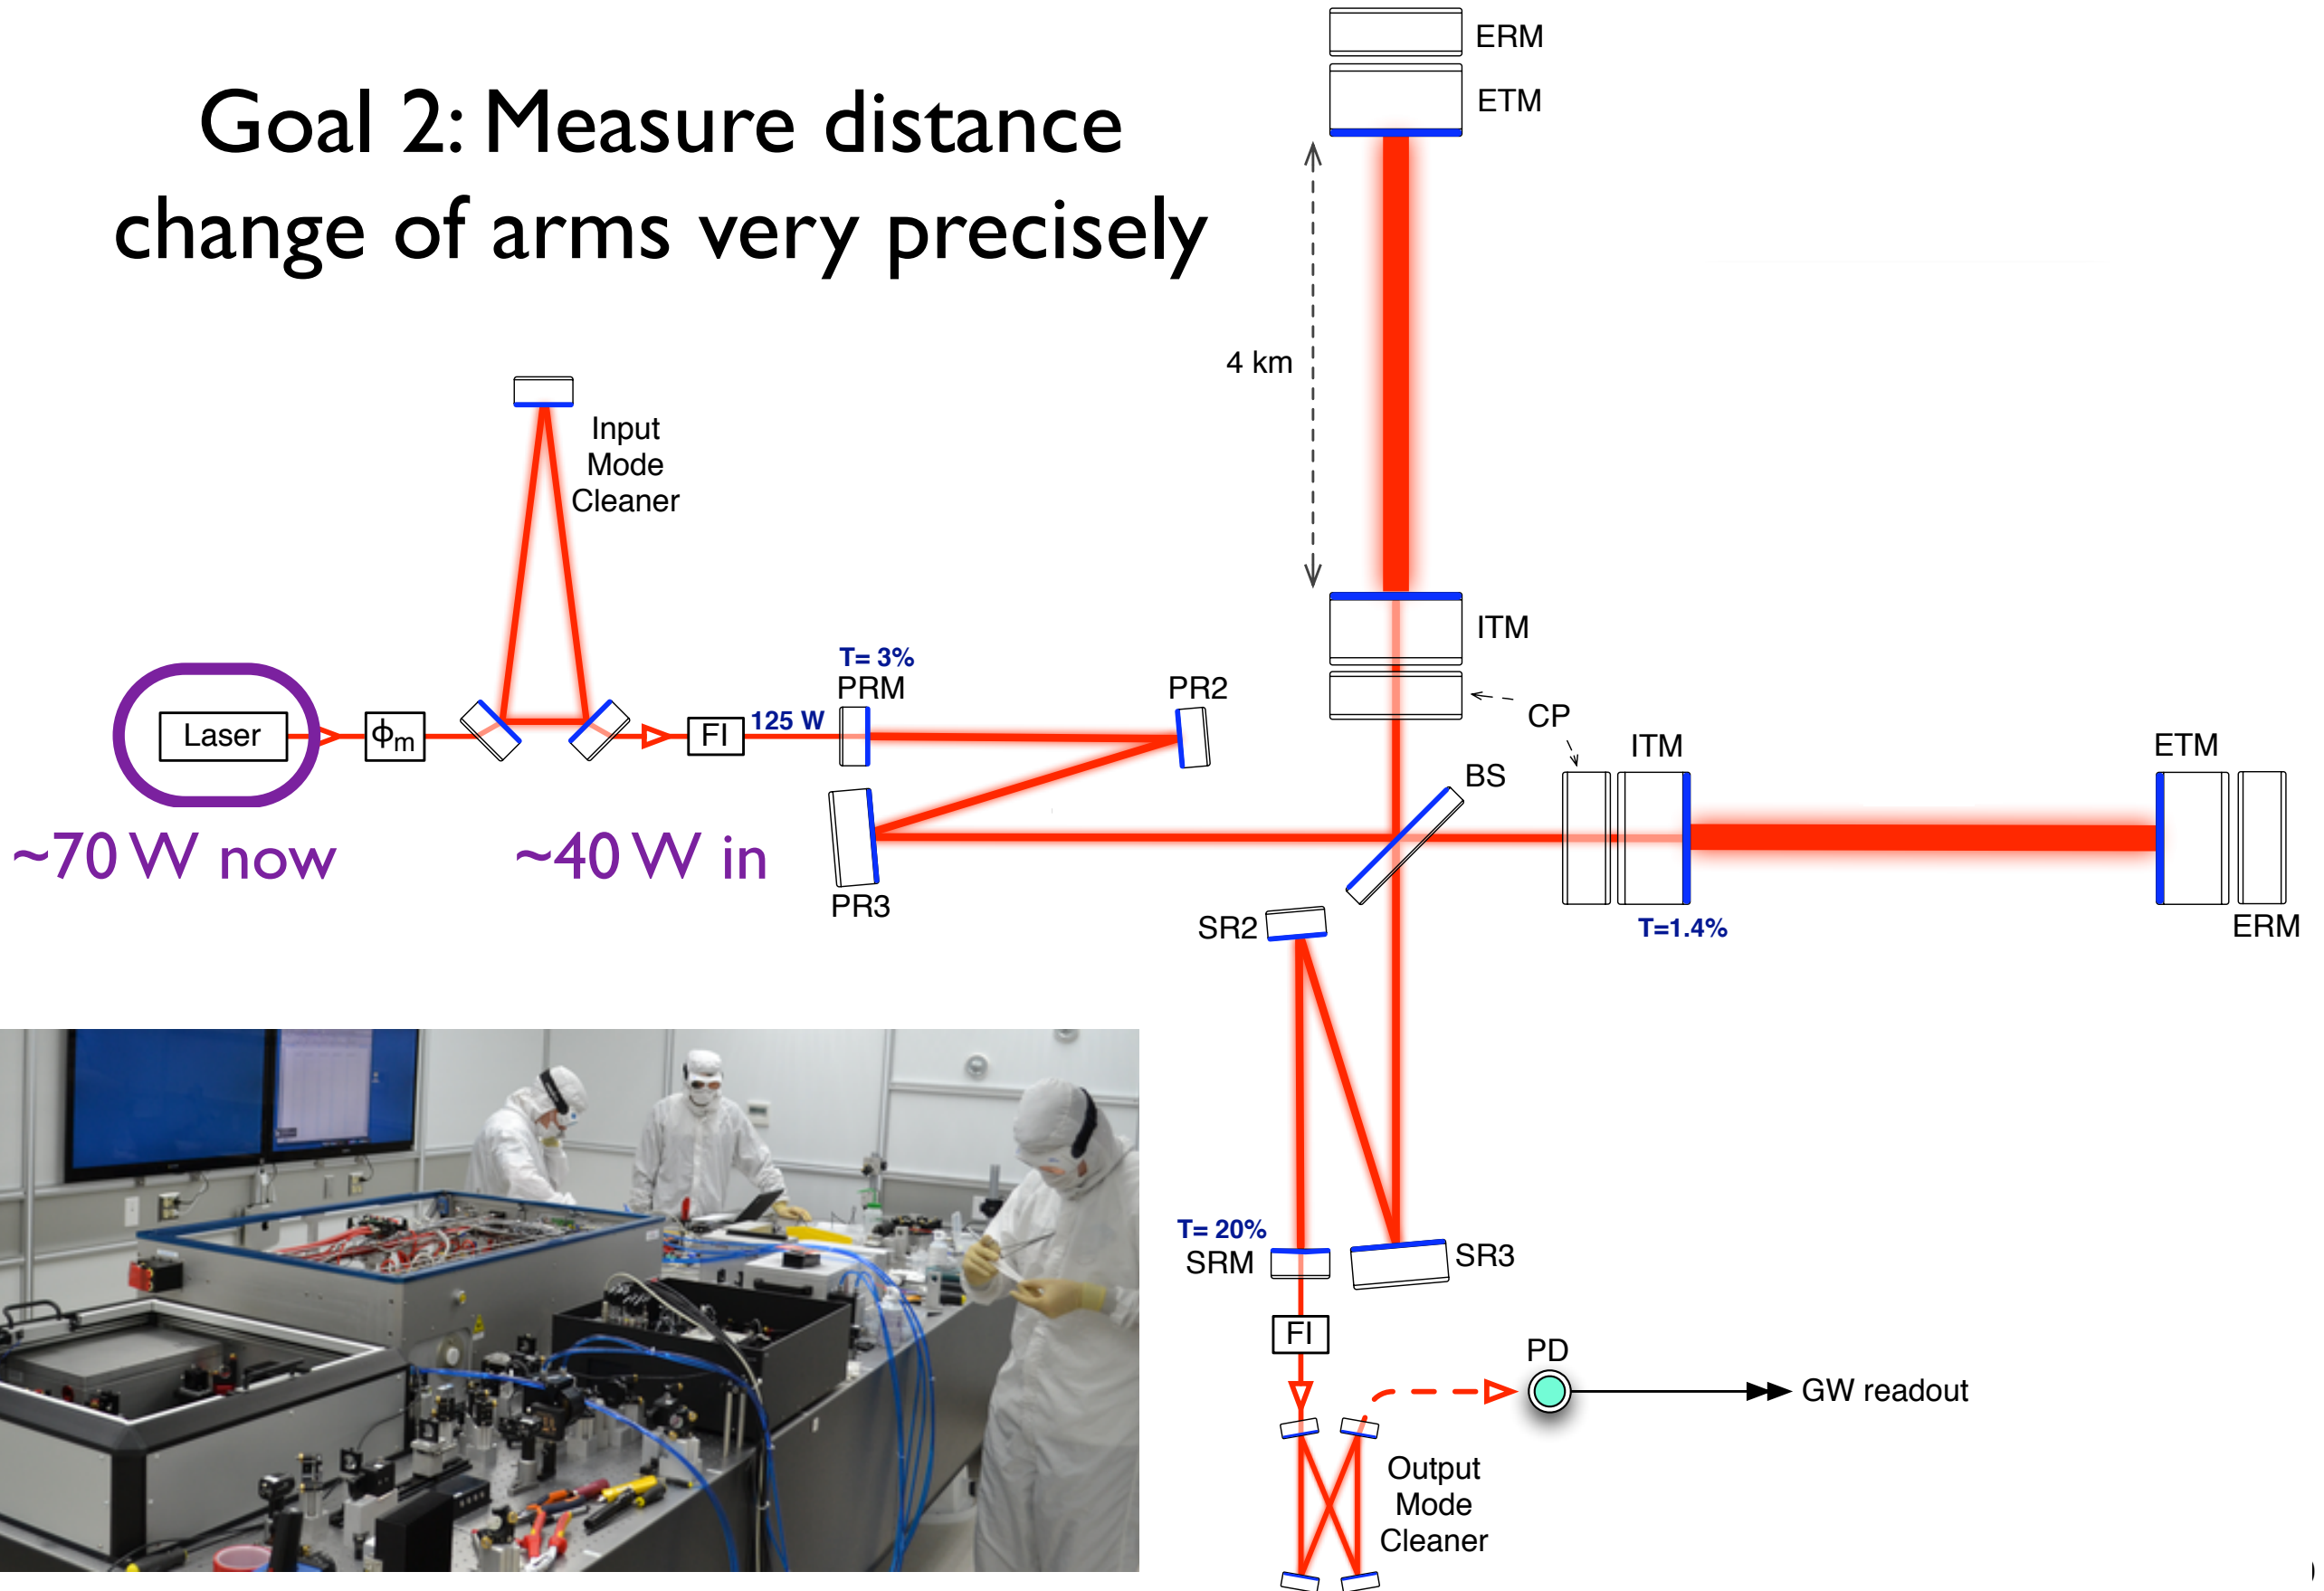 Goal 2: Measure distance
change of arms very precisely
ERM
ETM
4 km
Input
Mode
Cleaner
ITM
T= 3%
PRM
PR2
Laser
ϕm
FI
125 W
CP
ITM
ETM
BS
~70 W now
~40 W in
PR3
SR2
T=1.4%
ERM
T= 20%
SRM
SR3
FI
PD
GW readout
Output
Mode
Cleaner